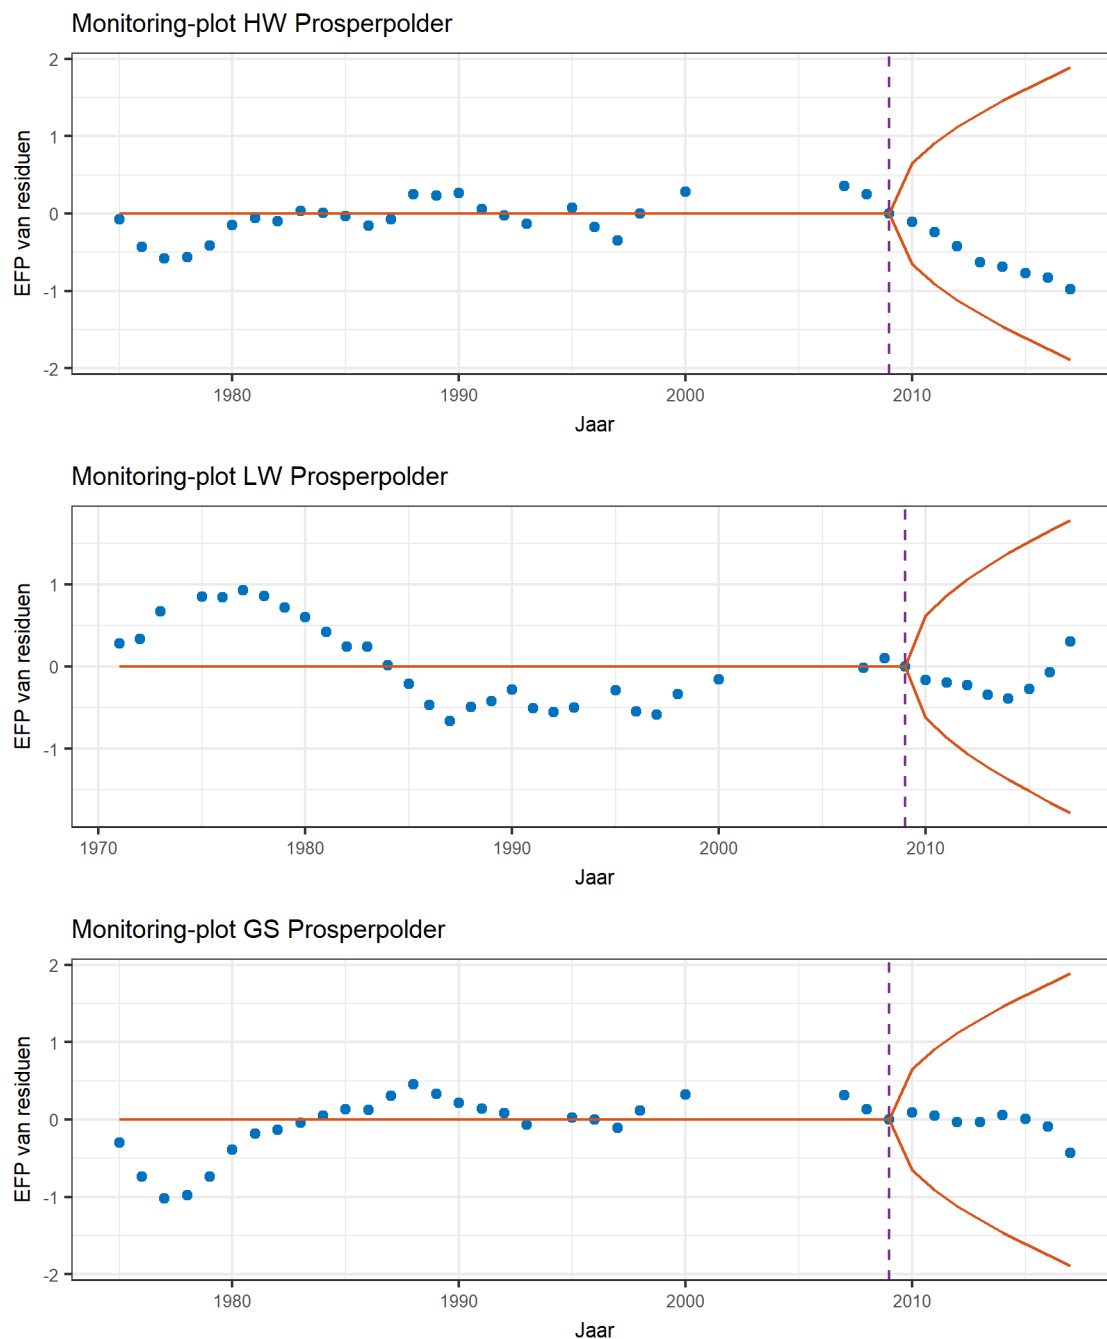 Monitoring-plot HW Prosperpolder
2
1
0
-1
-2
EFP van residuen
1980 1990 2000 2010
Jaar
Monitoring-plot LW Prosperpolder
1
0
-1
EFP van residuen
1970 1980 1990 2000 2010
Jaar
Monitoring-plot GS Prosperpolder
2
1
0
-1
-2
EFP van residuen
1980 1990 2000 2010
Jaar